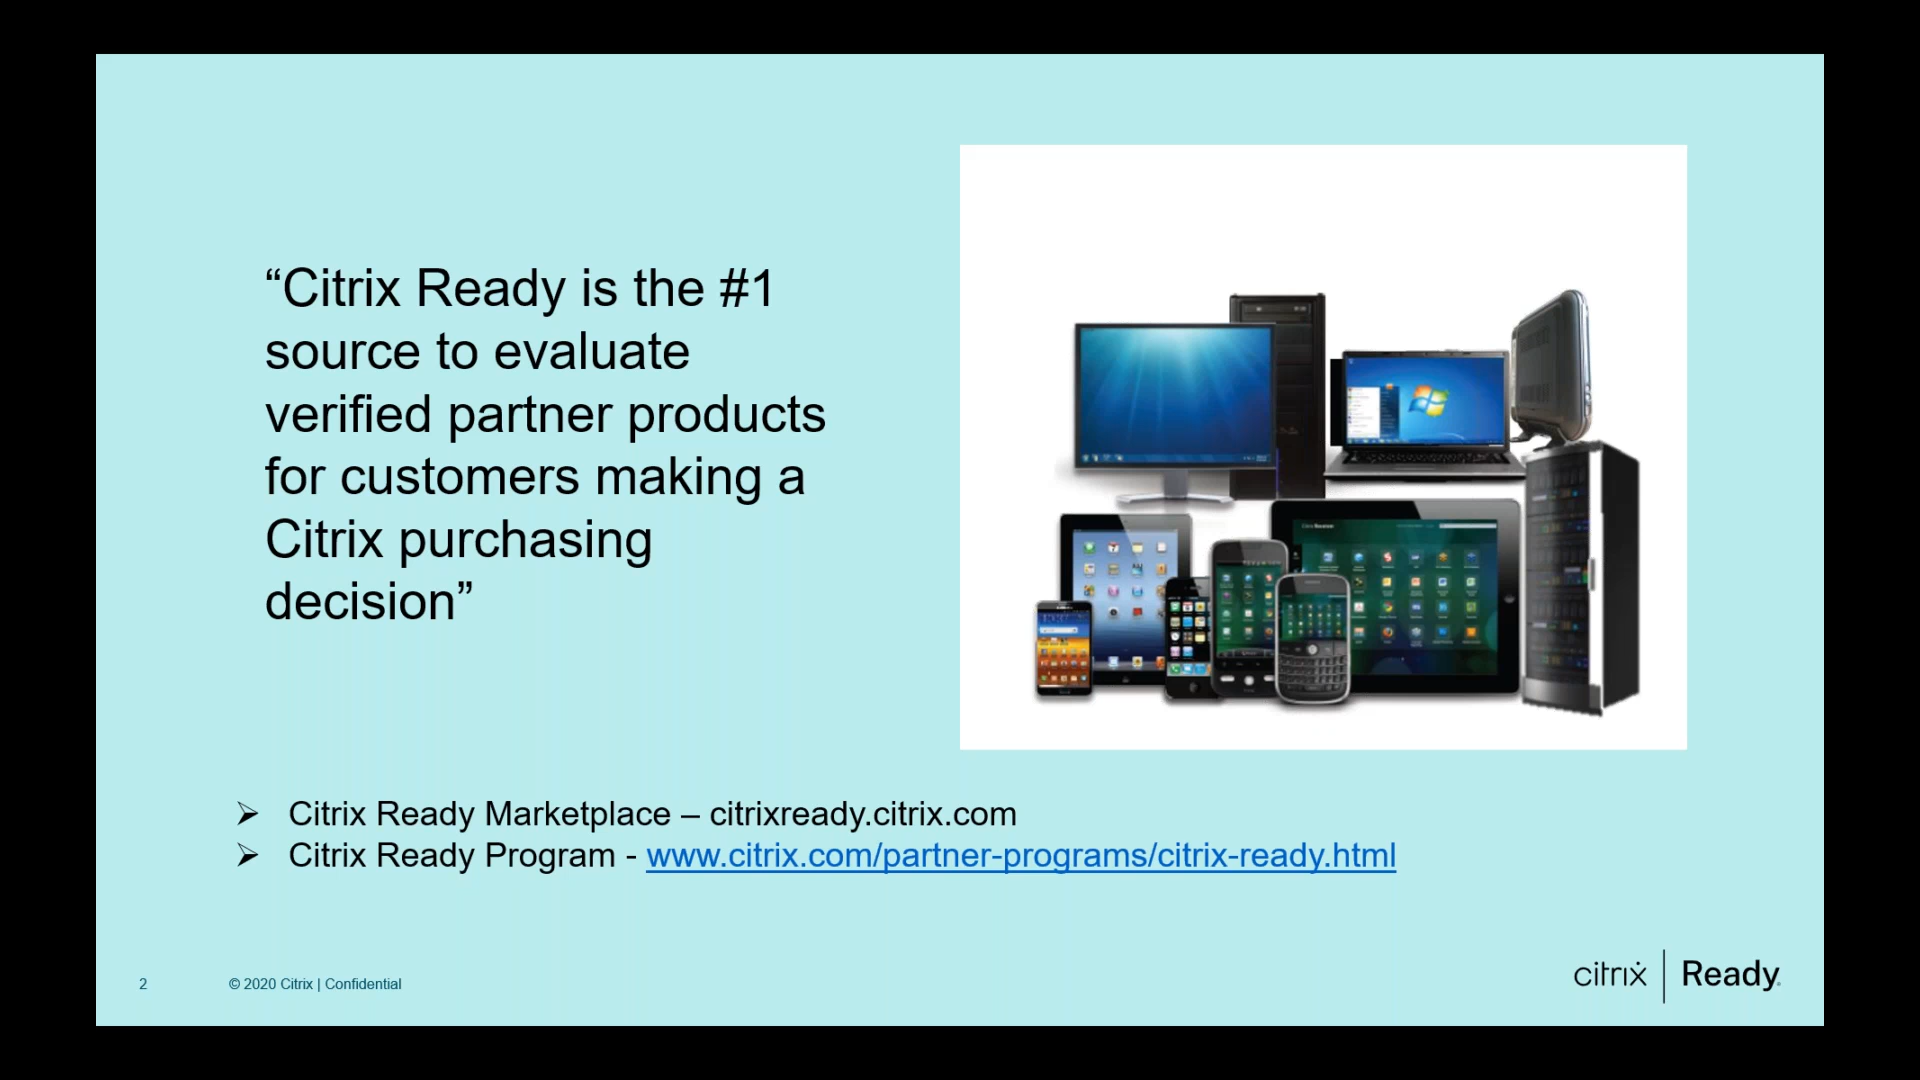 “Citrix Ready is the #1
source to evaluate
verified partner products
for customers making a
Citrix purchasing
decision”
➢ Citrix Ready Marketplace – citrixready.citrix.com
➢ Citrix Ready Program - www.citrix.com/partner-programs/citrix-ready.html
2
© 2020 Citrix | Confidential
citrix | Ready